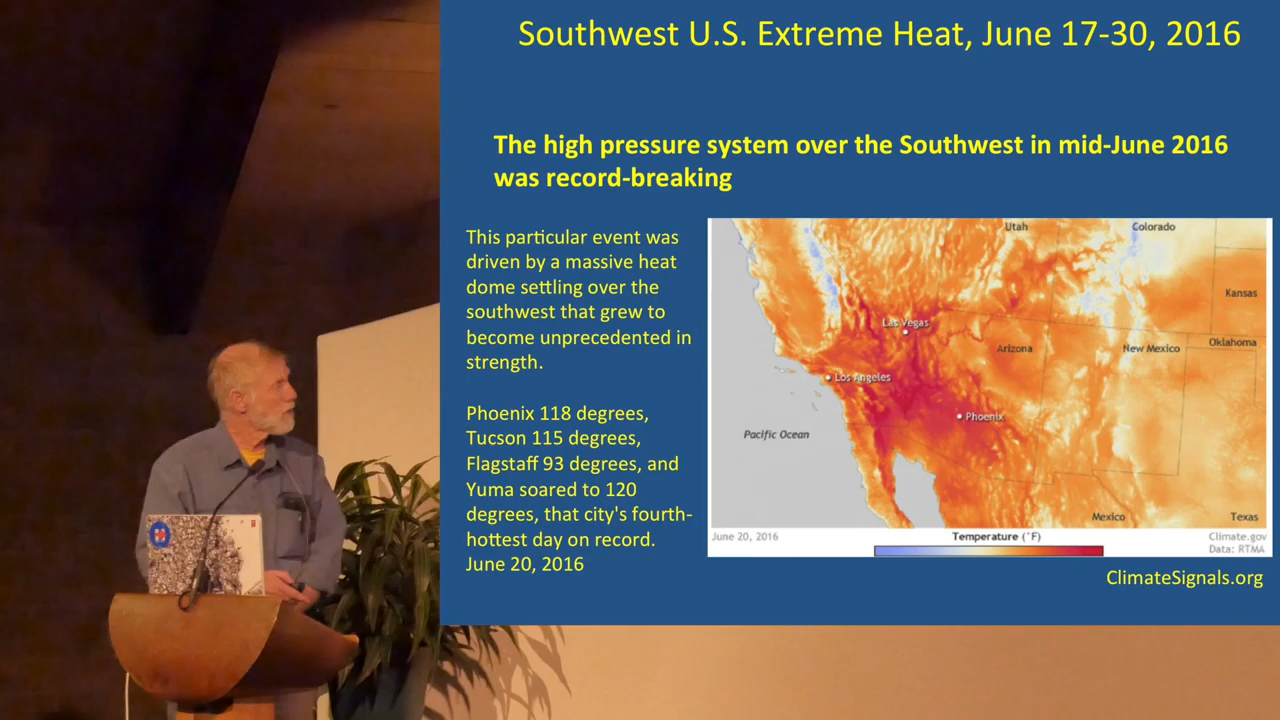 Southwest U.S. Extreme Heat, June 17-30, 2016
The high pressure system over the Southwest in mid-June 2016
was record-breaking
This particular event was
driven by a massive heat
dome settling over the
southwest that grew to
become unprecedented in
strength.
Phoenix 118 degrees,
Tucson 115 degrees,
Flagstaff 93 degrees, and
Yuma soared to 120
degrees, that city's fourth-
hottest day on record.
June 20, 2016
Utah
Colorado
Kansas
Las Vegas
Arizona
New Mexico
Oklahoma
Los Angeles
Phoenix
Pacific Ocean
Mexico
Texas
June 20, 2016
Temperature (˚F)
Climate.gov
Data: RTMA
ClimateSignals.org